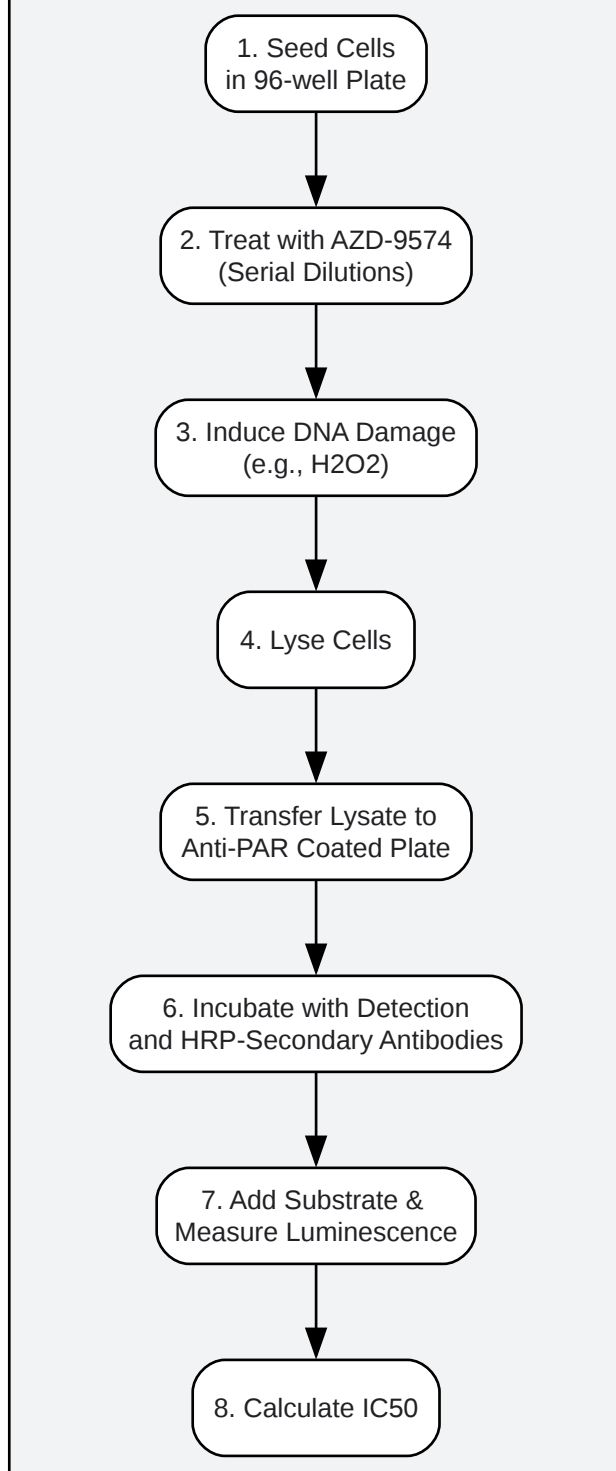 1. Seed Cells
in 96-well Plate
2. Treat with AZD-9574
(Serial Dilutions)
3. Induce DNA Damage
(e.g., H2O2)
4. Lyse Cells
5. Transfer Lysate to
Anti-PAR Coated Plate
6. Incubate with Detection
and HRP-Secondary Antibodies
7. Add Substrate &
Measure Luminescence
8. Calculate IC50